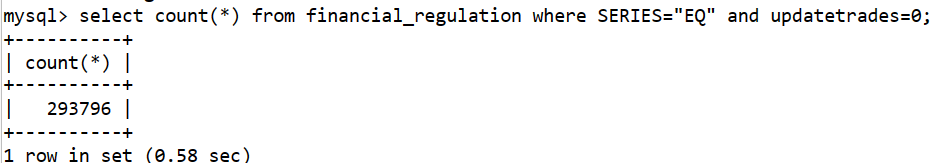 mysql> select count(*) from financial_regulation where SERIES="EQ" and updatetrades=0;
+----------+
| count(*) |
+----------+
|   293796 |
+----------+
1 row in set (0.58 sec)